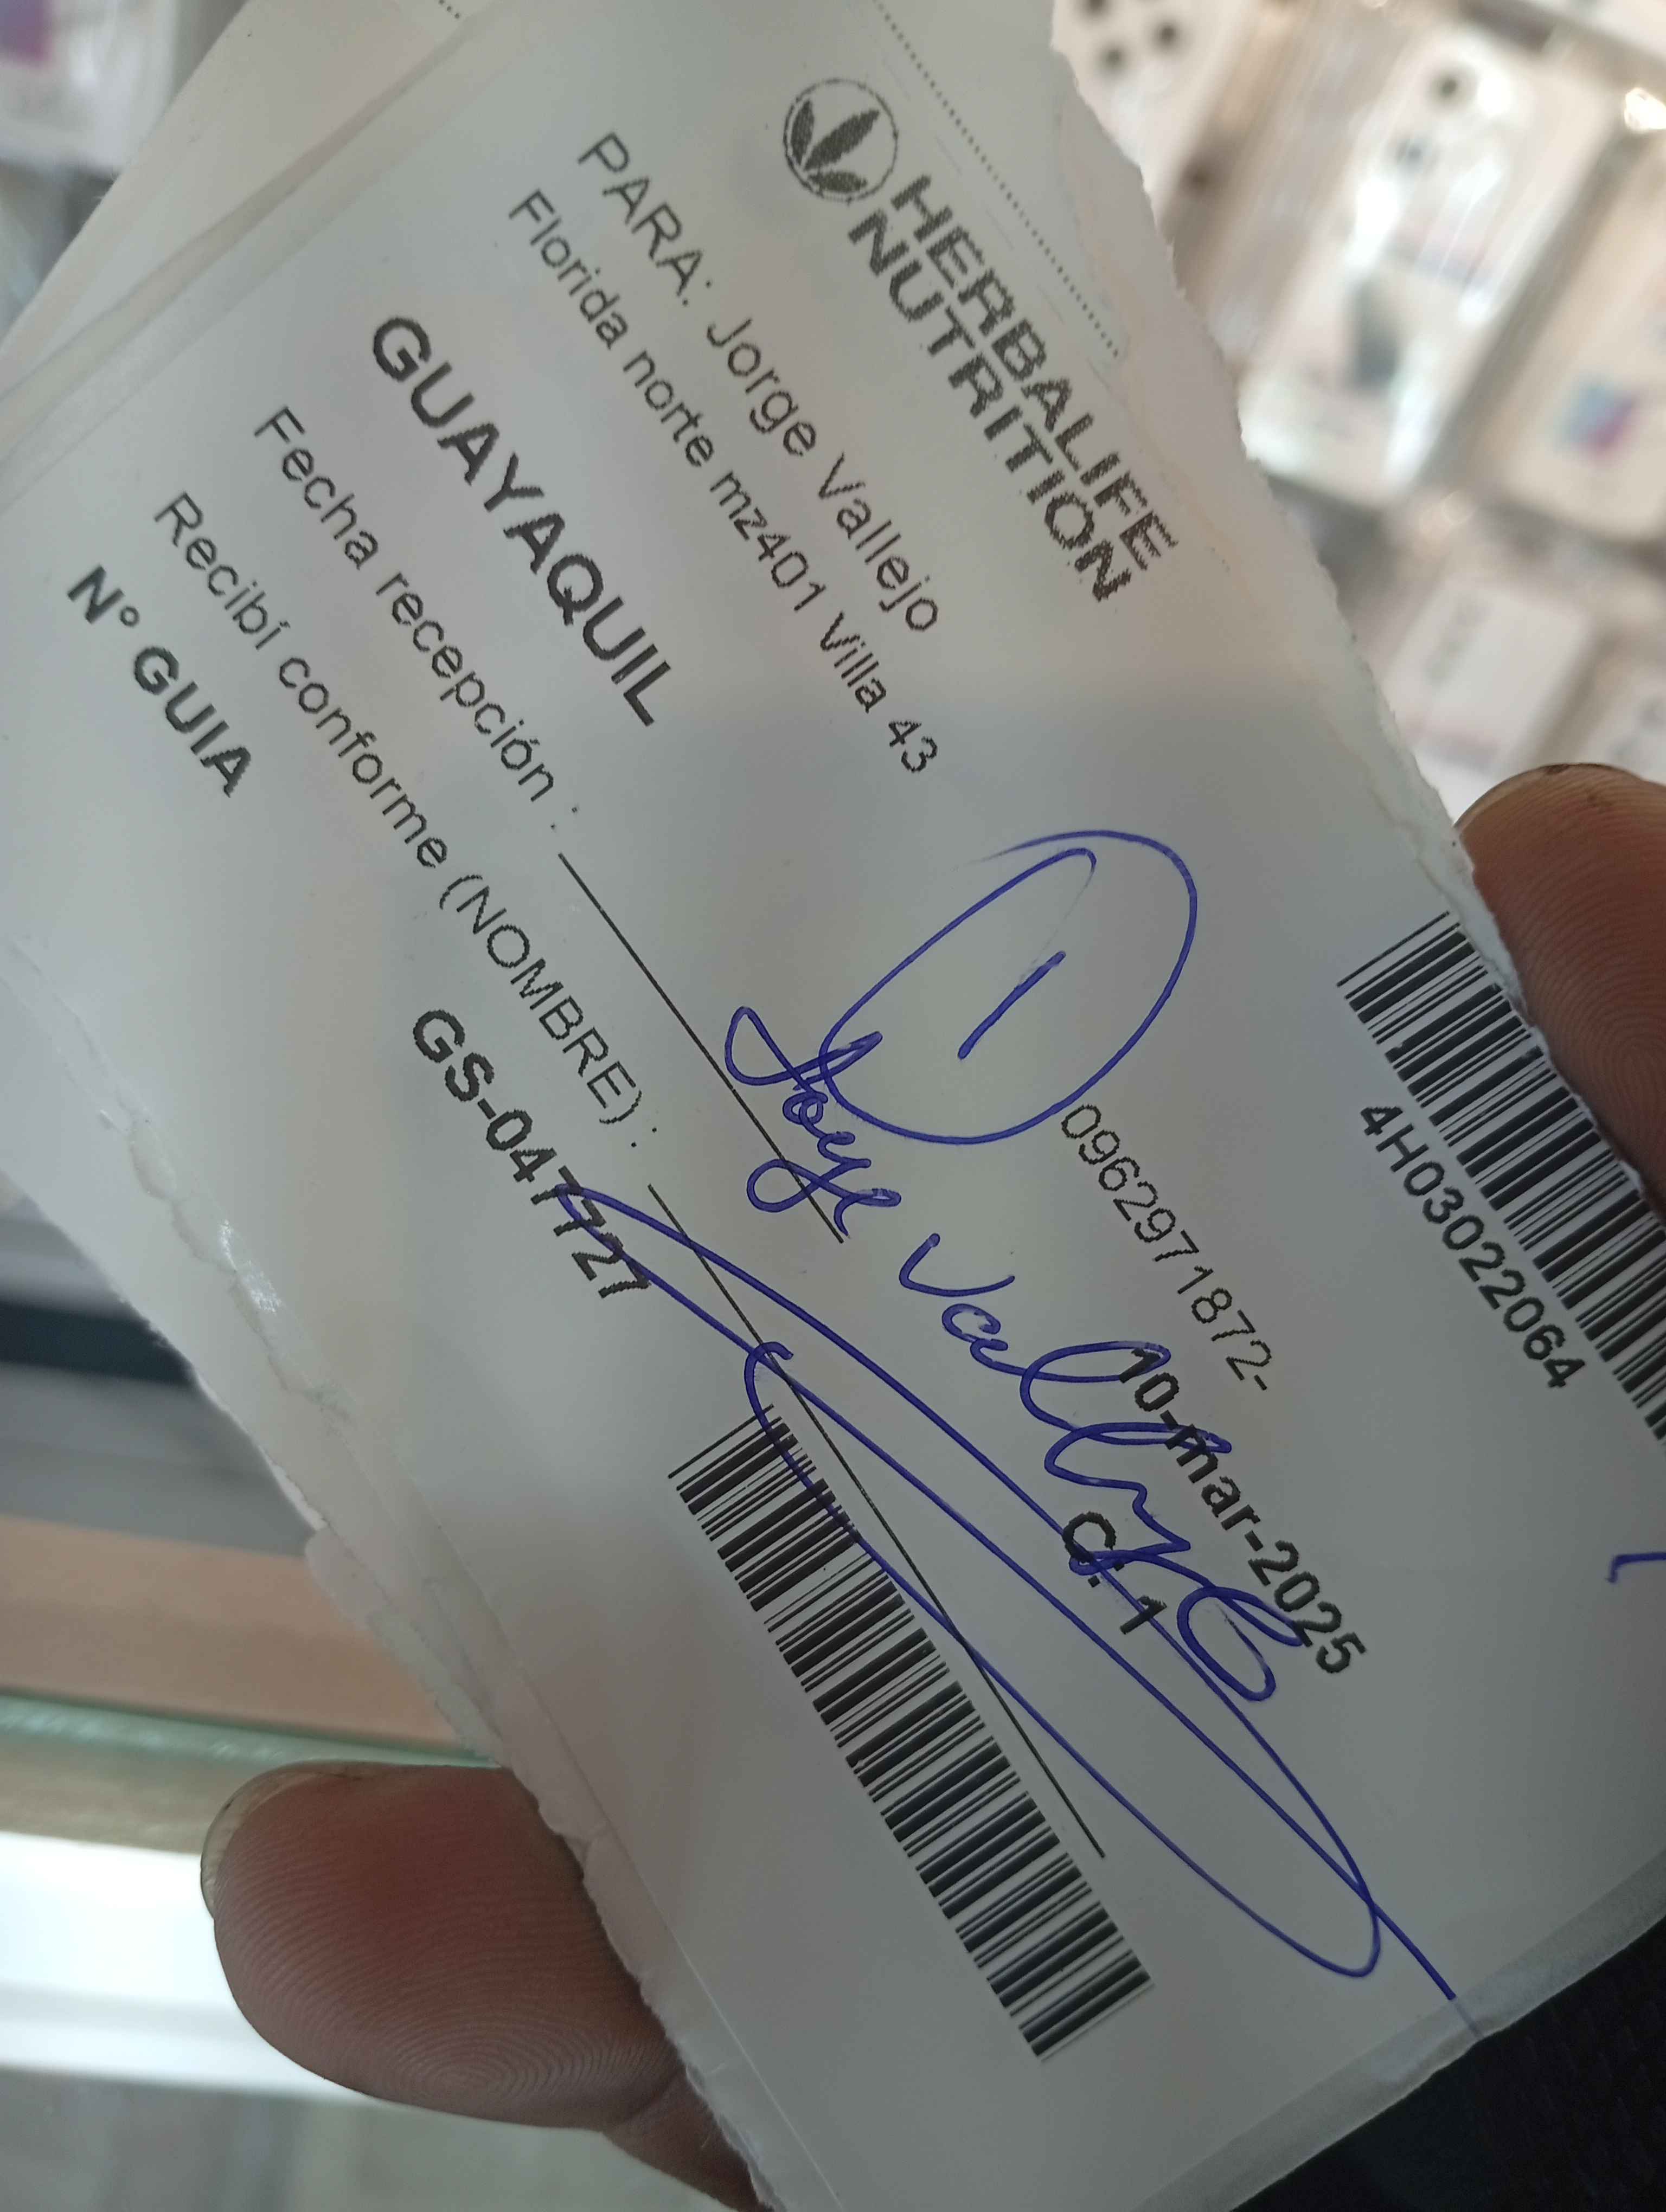 HERBALIFE
NUTRITION
4H03022064
PARA: Jorge Vallejo
0962971872-
Florida norte mz401 Villa 43
1
10-mar-2025
GUAYAQUIL
C. 1
Jorge Vallejo
Fecha recepción :
Recibí conforme (NOMBRE) :
N° GUIA
GS-047727